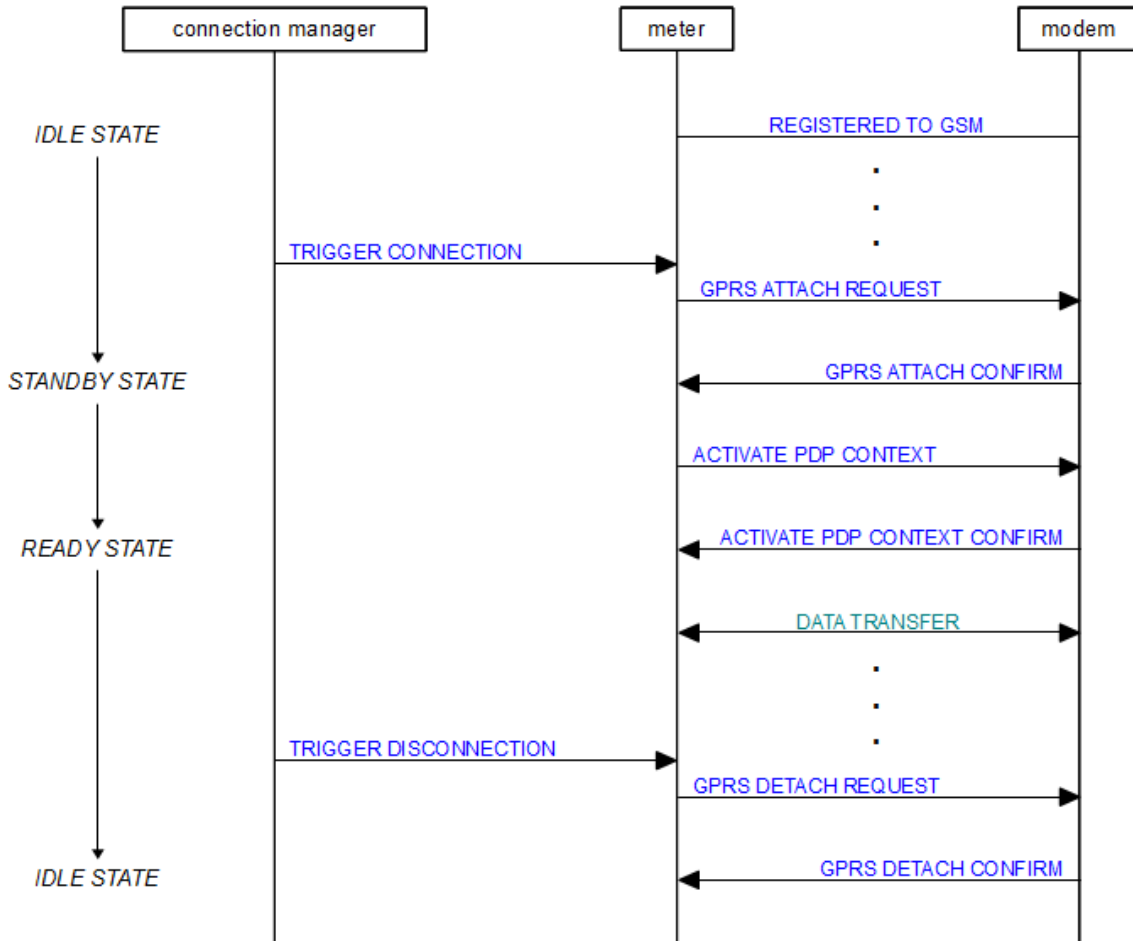 connection manager
meter
modem
IDLE STATE
REGISTERED TO GSM
TRIGGER CONNECTION
GPRS ATTACH REQUEST
STANDBY STATE
GPRS ATTACH CONFIRM
ACTIVATE PDP CONTEXT
READY STATE
ACTIVATE PDP CONTEXT CONFIRM
DATA TRANSFER
TRIGGER DISCONNECTION
GPRS DETACH REQUEST
IDLE STATE
GPRS DETACH CONFIRM